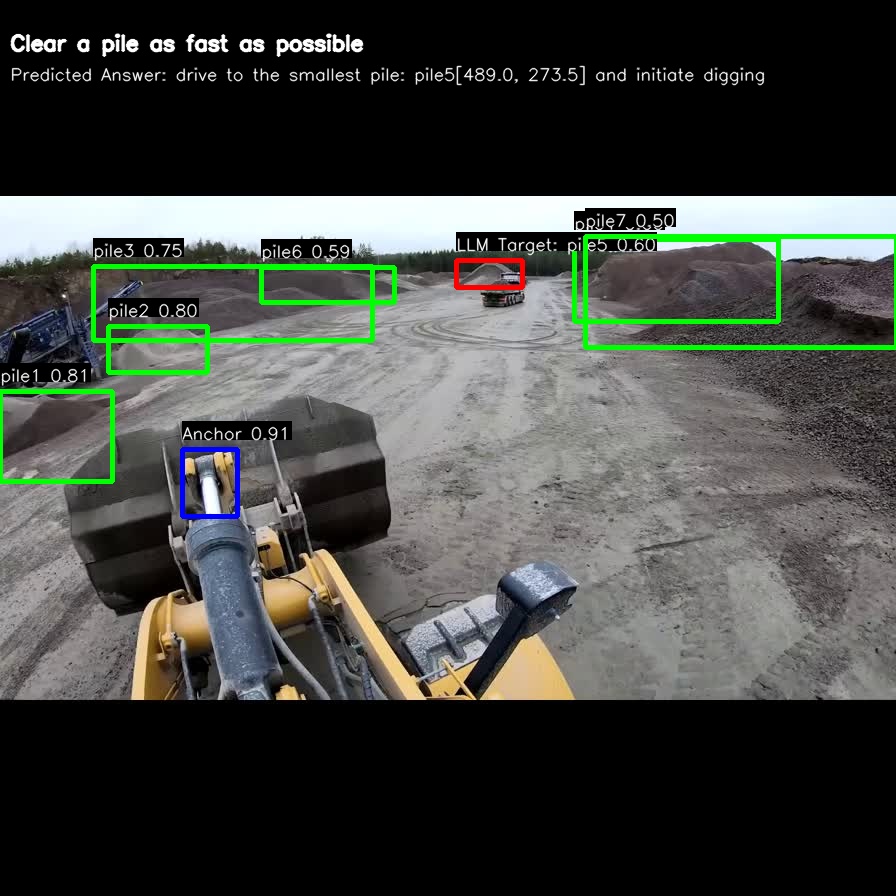 Clear a pile as fast as possible
Predicted Answer: drive to the smallest pile: pile5[489.0, 273.5] and initiate digging
pile7 0.50
LLM Target: pile5 0.60
pile3 0.75
pile6 0.59
pile2 0.80
pile1 0.81
Anchor 0.91